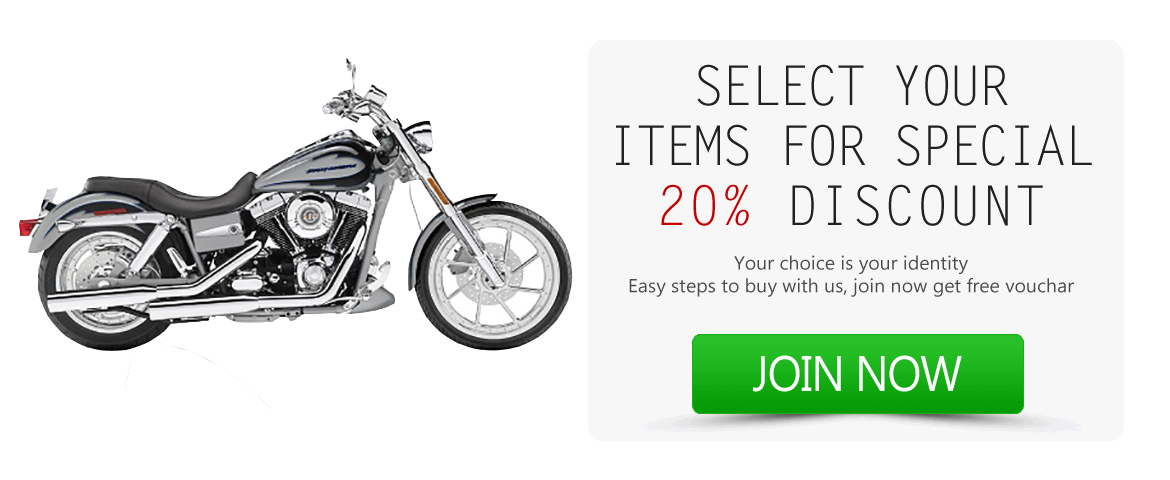 SELECT YOUR
ITEMS FOR SPECIAL
20% DISCOUNT
Your choice is your identity
Easy steps to buy with us, join now get free vouchar
JOIN NOW